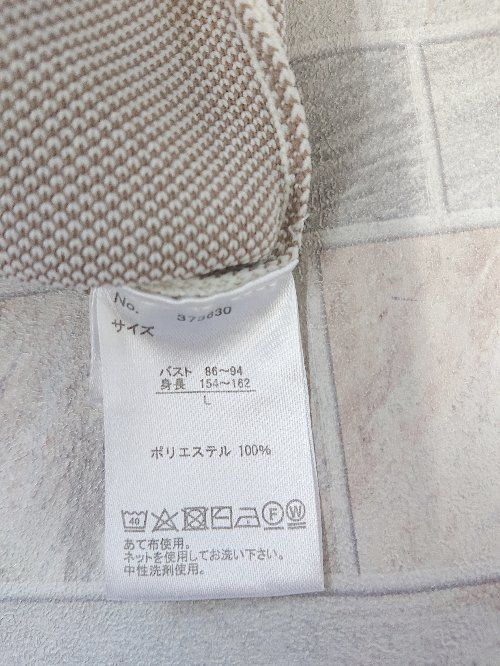 No. 375630
サイズ
バスト 86～94
身長 154～162
L
ポリエステル 100%
40 F W
あて布使用。
ネットを使用してお洗い下さい。
中性洗剤使用。